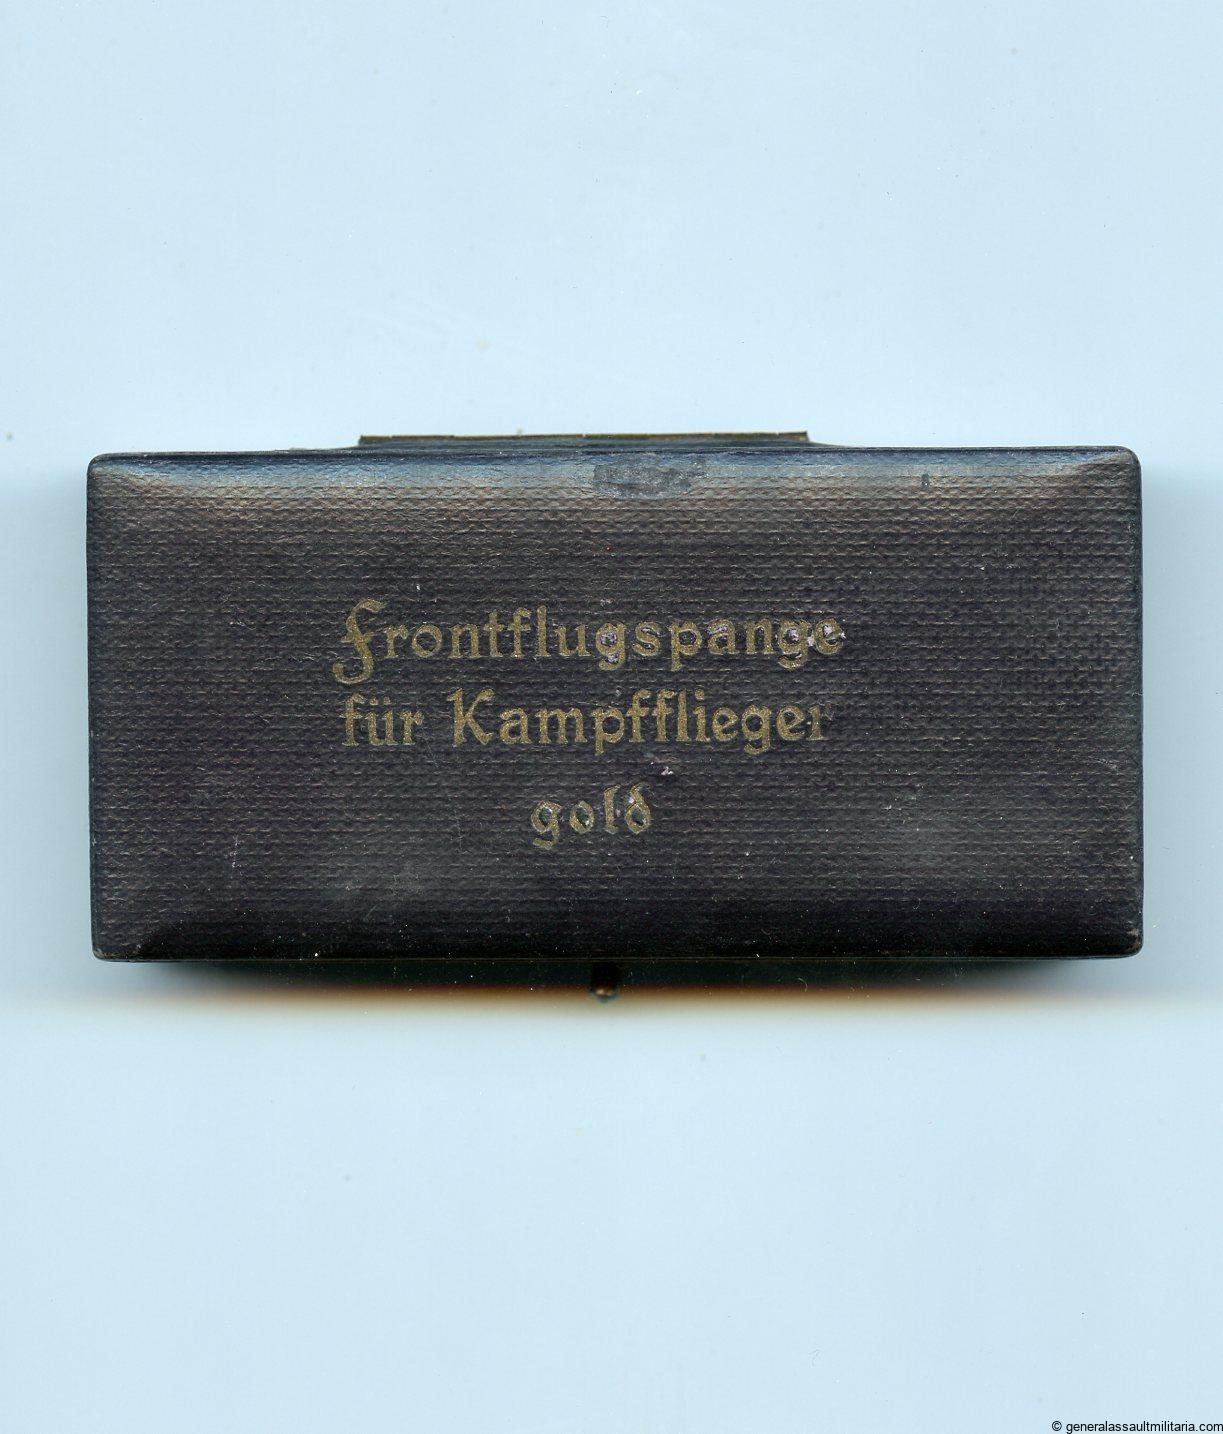 Frontflugspange
für Kampfflieger
gold
© generalassaultmilitaria.com